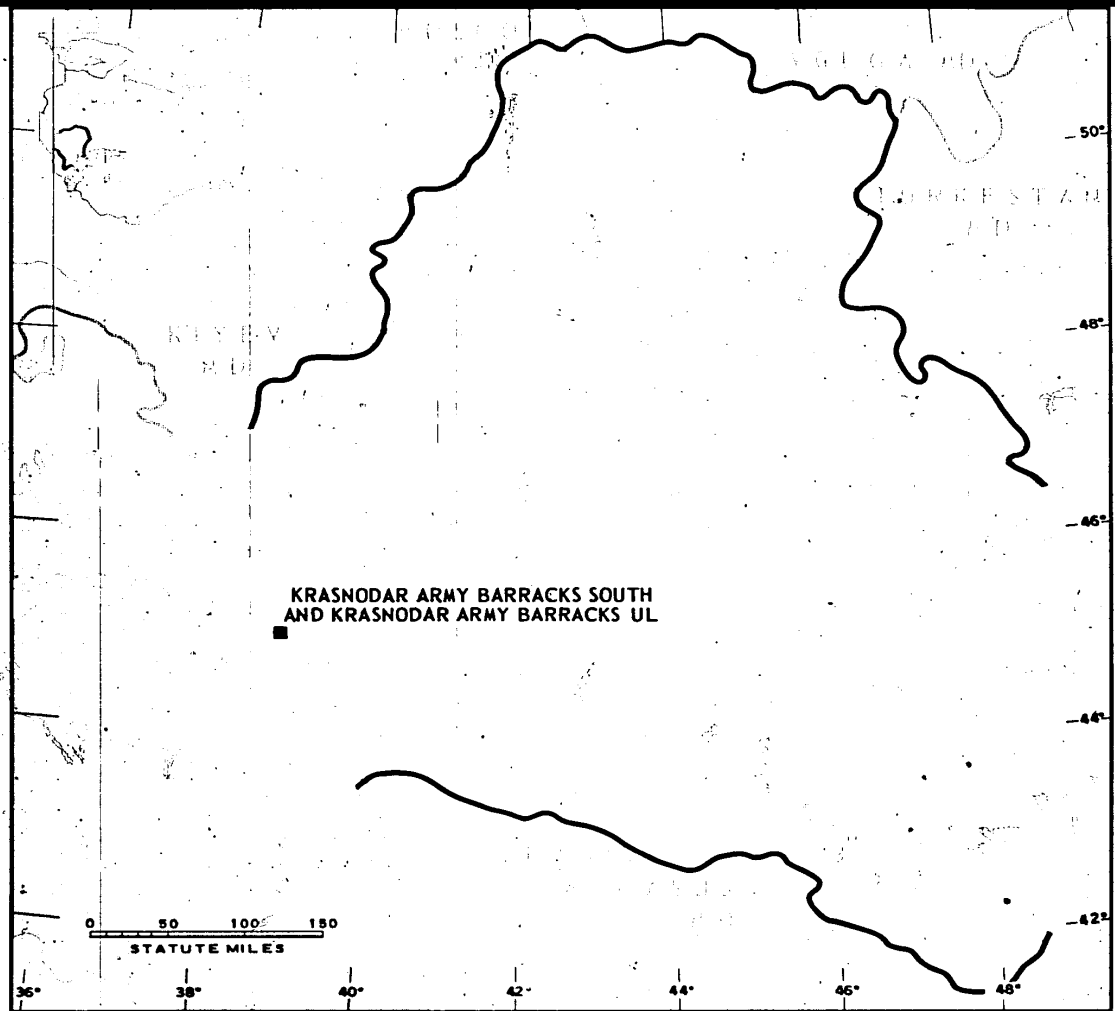 50°
KIYEV
M D
48°
46°
KRASNODAR ARMY BARRACKS SOUTH
AND KRASNODAR ARMY BARRACKS UL
44°
42°
0 50 100 150
STATUTE MILES
36° 38° 40° 42° 44° 46° 48°